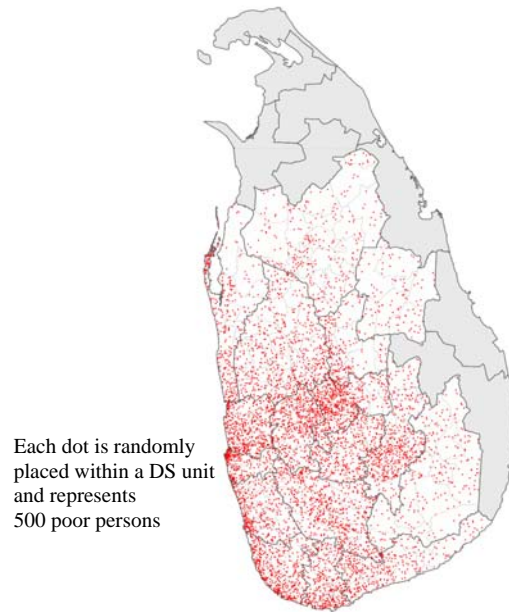 Each dot is randomly
placed within a DS unit
and represents
500 poor persons